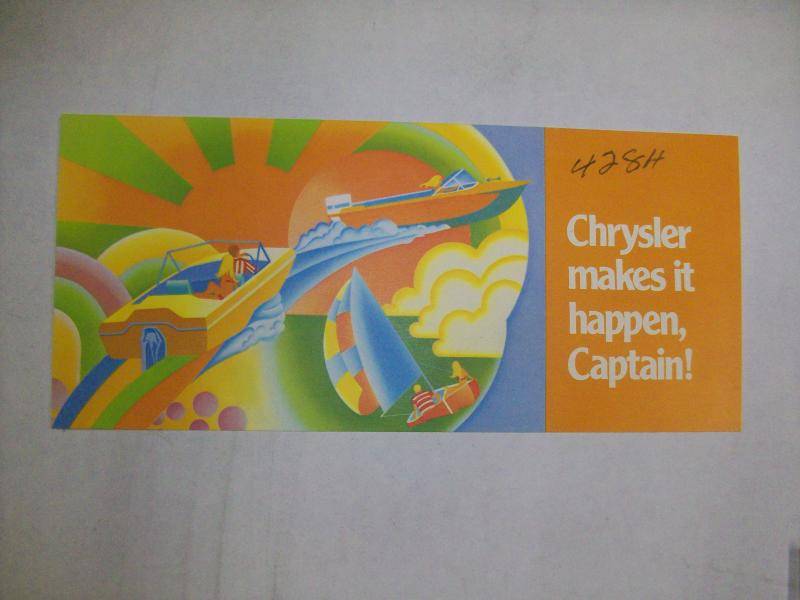 428H
Chrysler
makes it
happen,
Captain!